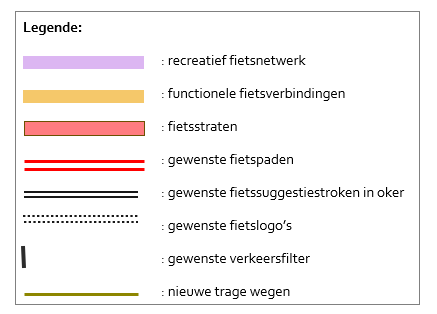 Legende:
: recreatief fietsnetwerk
: functionele fietsverbindingen
: fietsstraten
: gewenste fietspaden
: gewenste fietssuggestiestroken in oker
: gewenste fietslogo's
: gewenste verkeersfilter
: nieuwe trage wegen